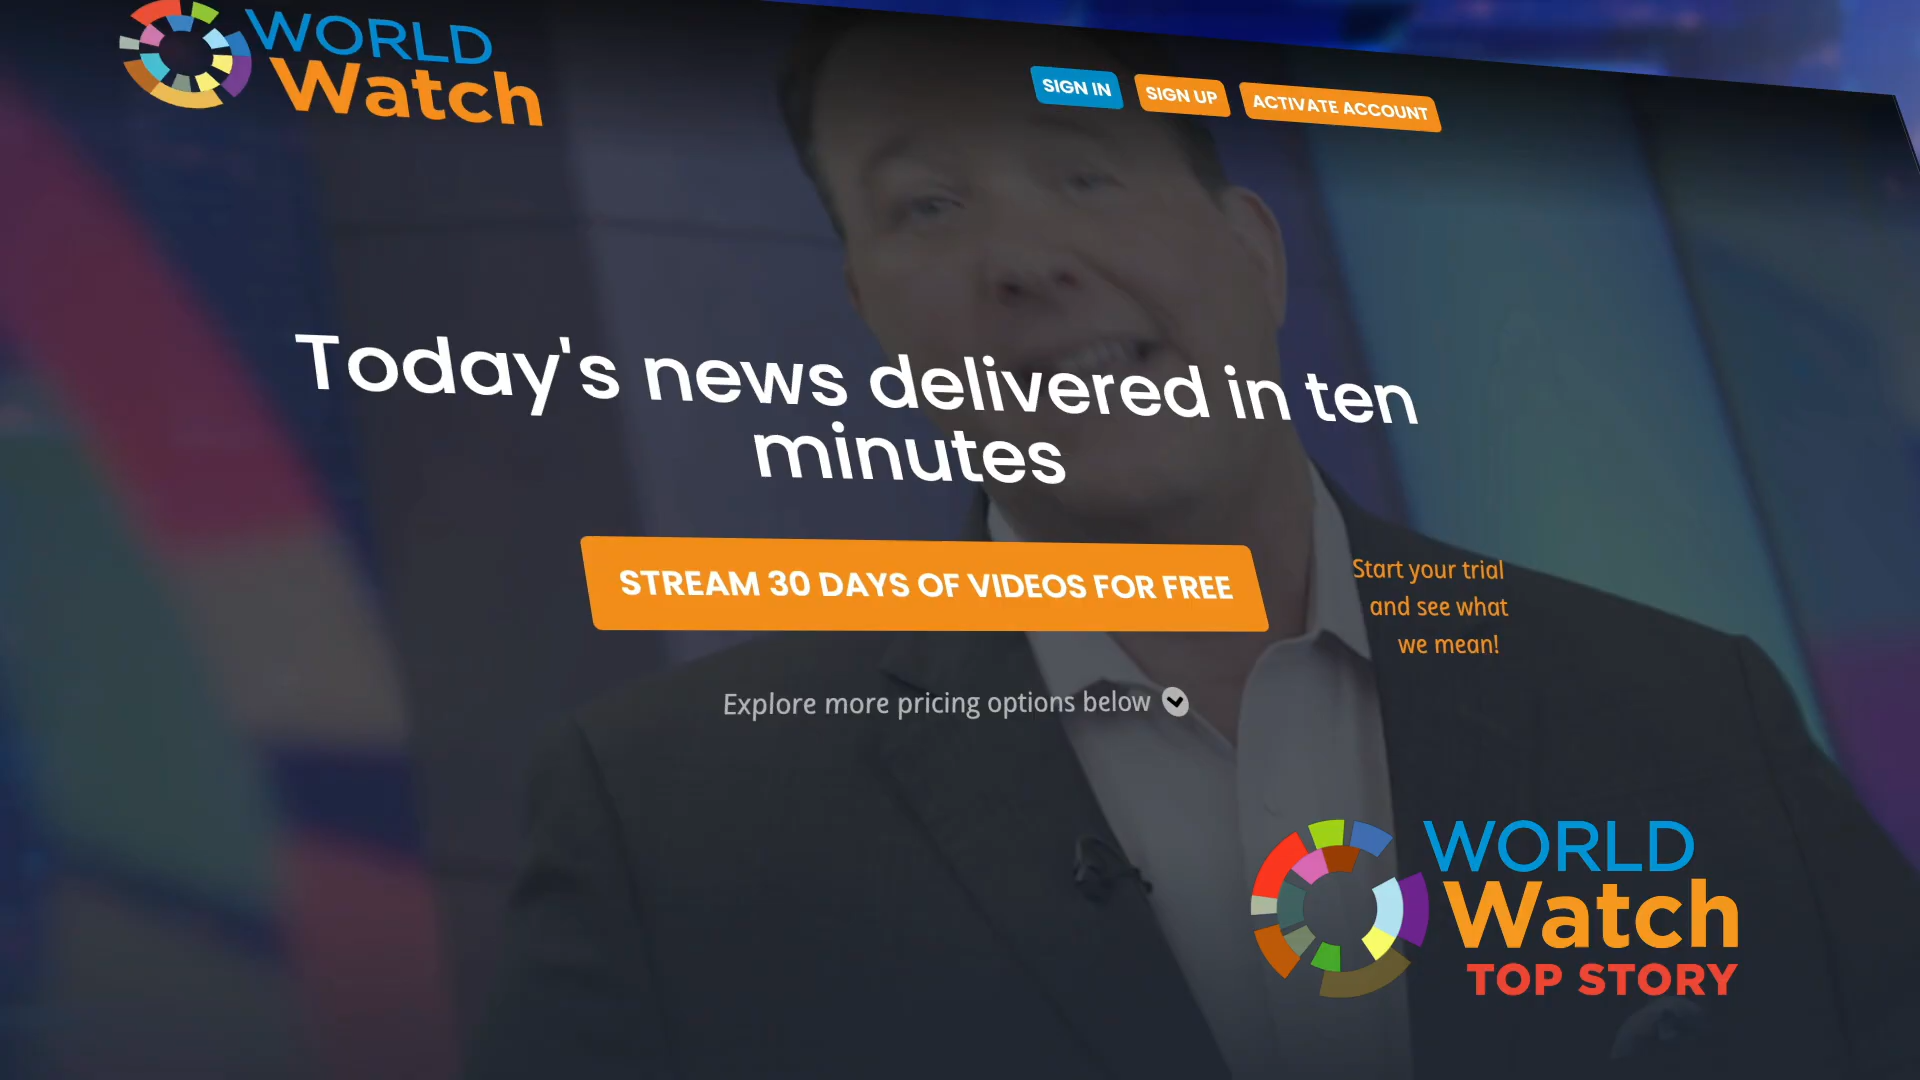 WORLD
Watch
SIGN IN
SIGN UP
ACTIVATE ACCOUNT
Today's news delivered in ten
minutes
STREAM 30 DAYS OF VIDEOS FOR FREE
Start your trial
and see what
we mean!
Explore more pricing options below
WORLD
Watch
TOP STORY